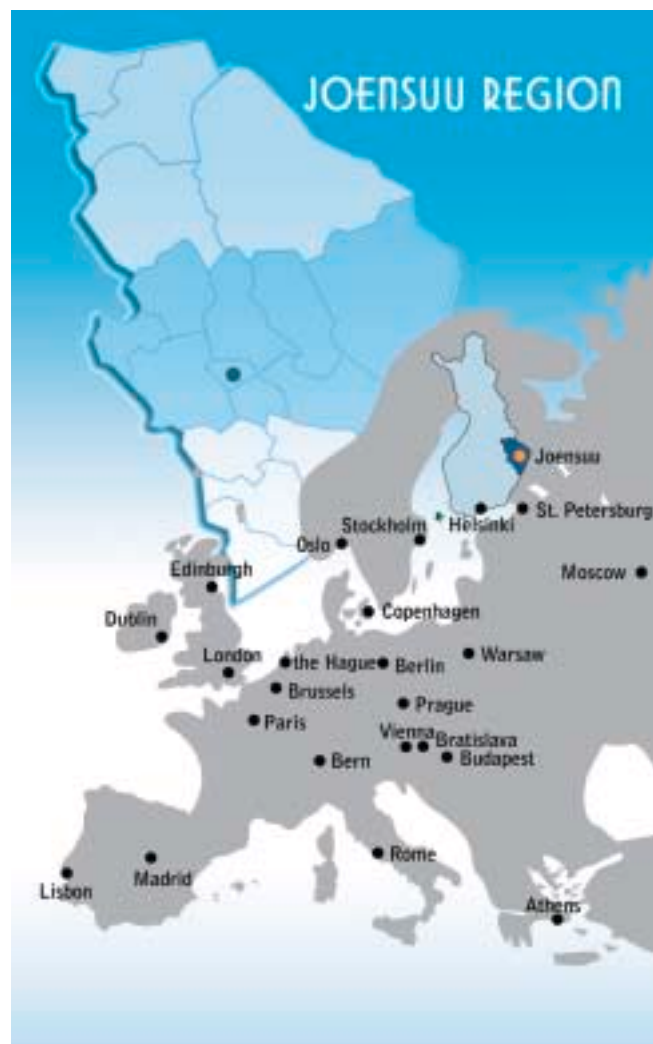 JOENSUU REGION
Joensuu
St. Petersburg
Helsinki
Stockholm
Oslo
Moscow
Edinburgh
Copenhagen
Dublin
London
the Hague
Berlin
Warsaw
Brussels
Prague
Paris
Vienna
Bratislava
Bern
Budapest
Rome
Madrid
Lisbon
Athens